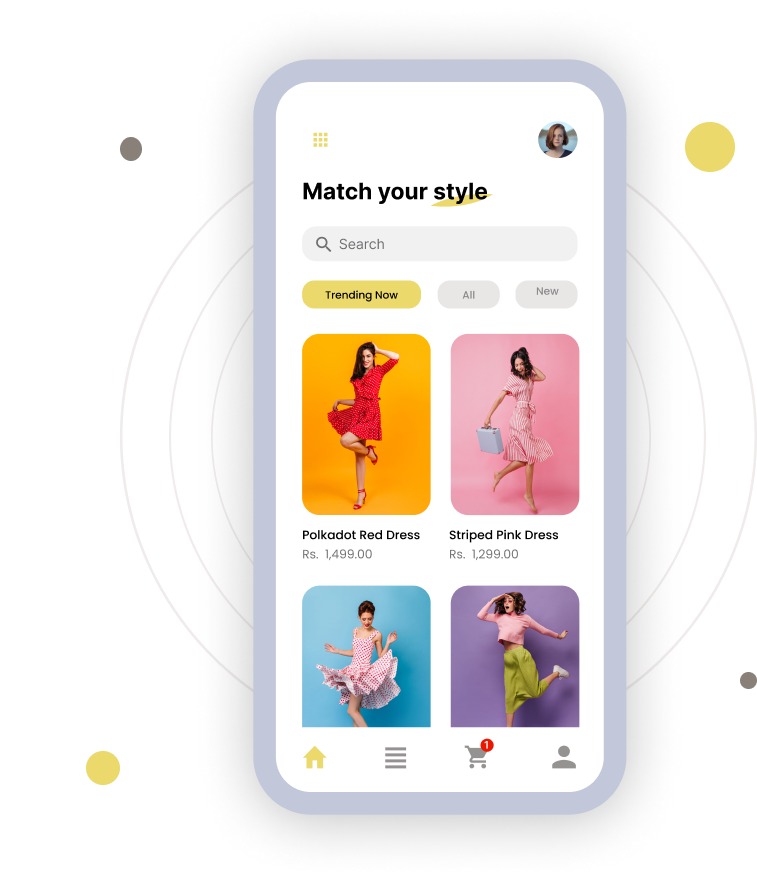 Match your style
Search
Trending Now All New
Polkadot Red Dress Striped Pink Dress
Rs. 1,499.00 Rs. 1,299.00
1